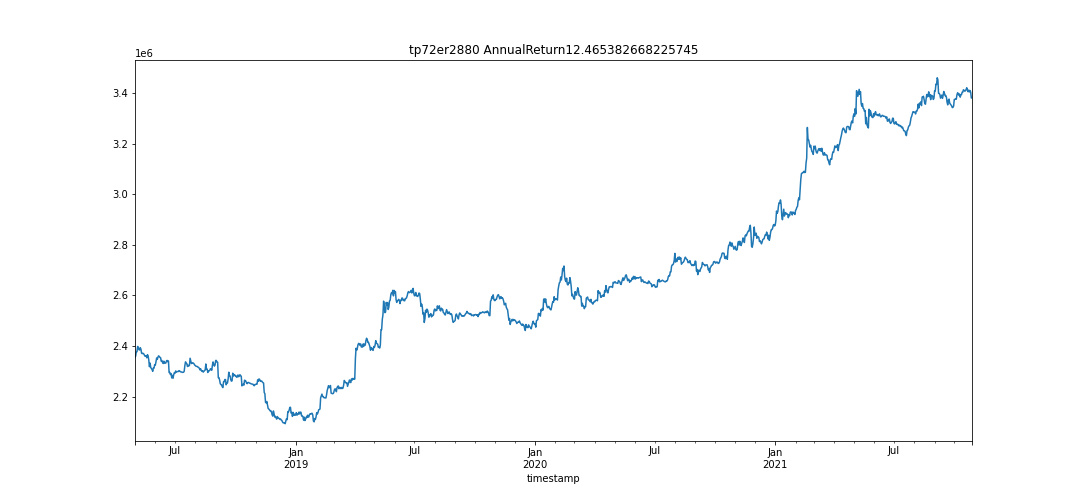 tp72er2880 AnnualReturn12.465382668225745
1e6
3.4
3.2
3.0
2.8
2.6
2.4
2.2
Jul Jan Jul Jan Jul Jan Jul
2019 2020 2021
timestamp